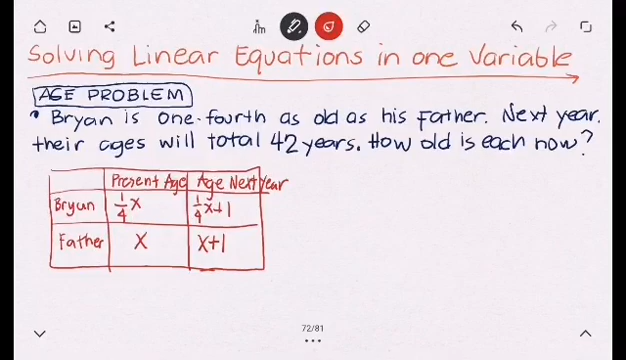 Solving Linear Equations in one Variable
AGE PROBLEM
• Bryan is one-fourth as old as his Father. Next year,
their ages will total 42 years. How old is each now?
Present Age Age Next Year
Bryan 1/4 x 1/4 x+1
Father x x+1
72/81